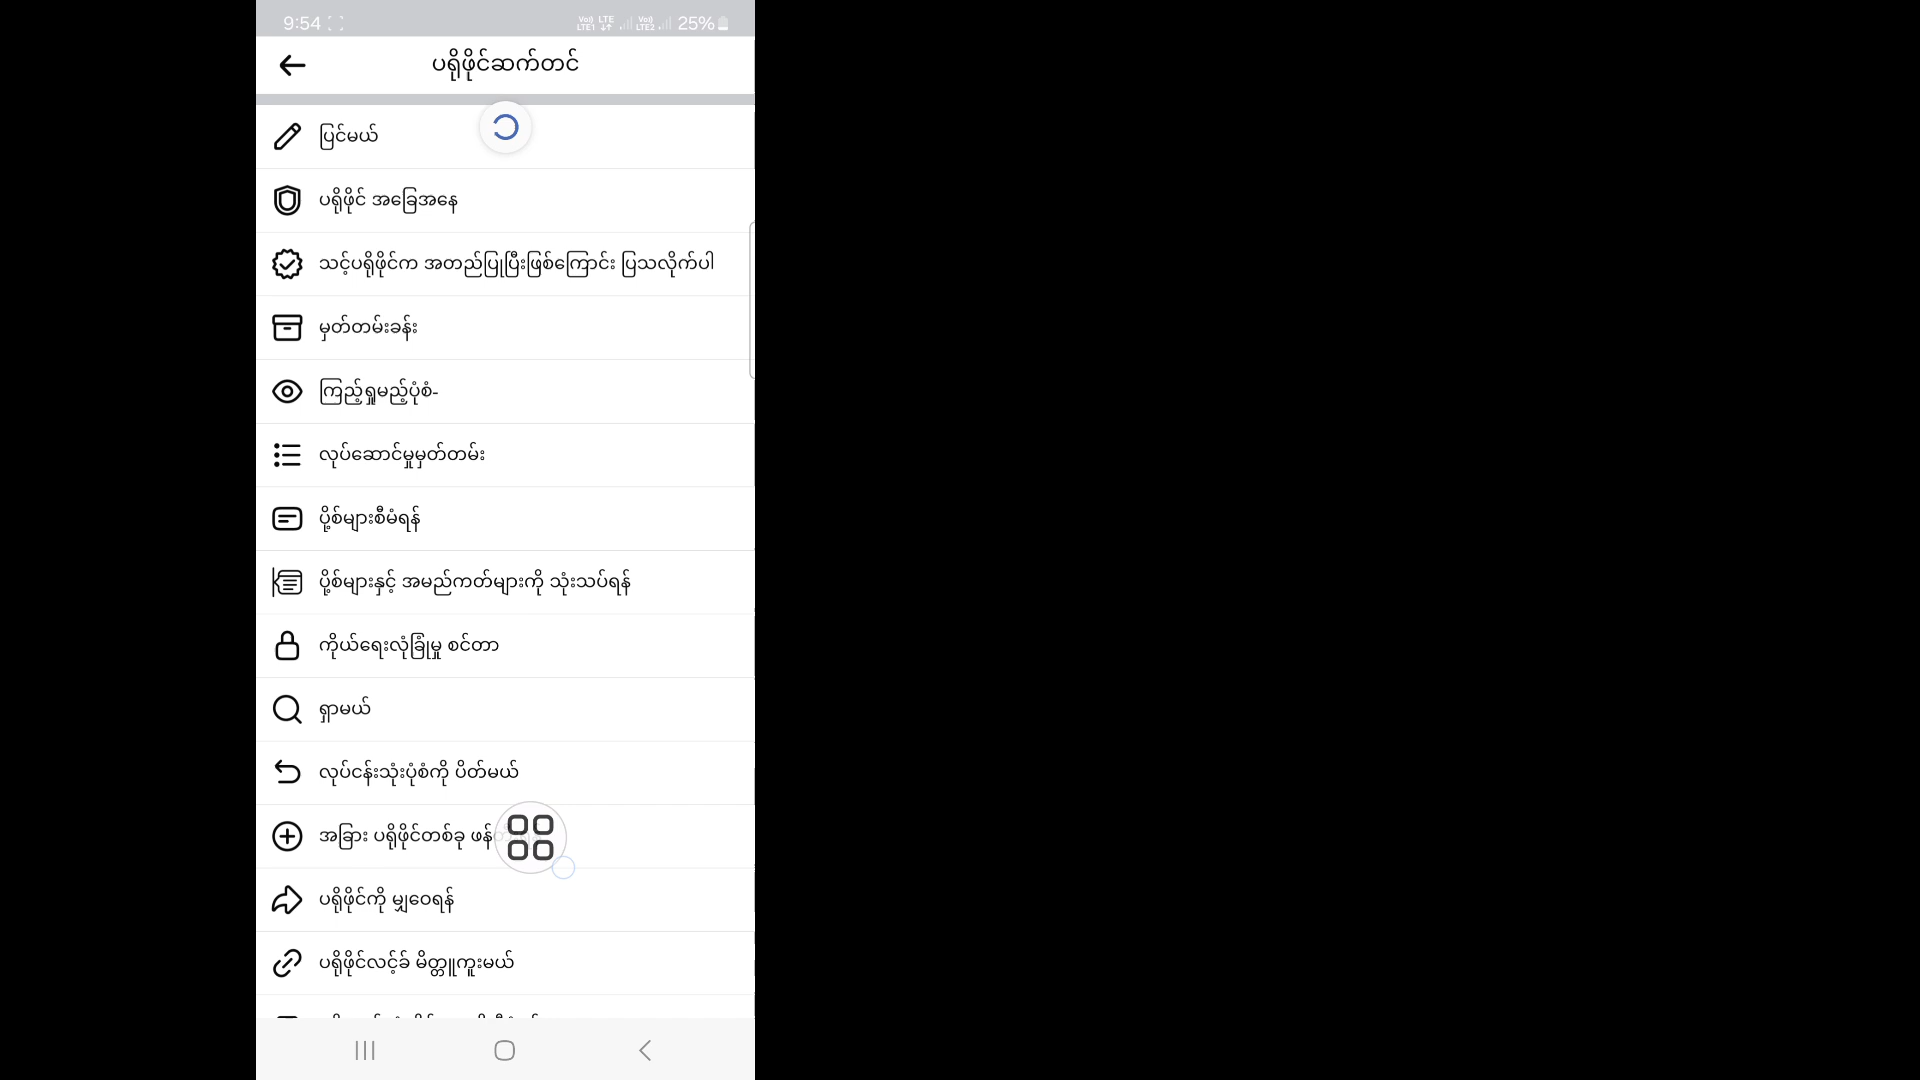 9:54
Vo)) LTE1 LTE Vo)) LTE2 25%
ပရိုဖိုင်ဆက်တင်
ပြင်မယ်
ပရိုဖိုင် အခြေအနေ
သင့်ပရိုဖိုင်က အတည်ပြုပြီးဖြစ်ကြောင်း ပြသလိုက်ပါ
မှတ်တမ်းခန်း
ကြည့်ရှုမည့်ပုံစံ-
လုပ်ဆောင်မှုမှတ်တမ်း
ပို့စ်များစီမံရန်
ပို့စ်များနှင့် အမည်ကတ်များကို သုံးသပ်ရန်
ကိုယ်ရေးလုံခြုံမှု စင်တာ
ရှာမယ်
လုပ်ငန်းသုံးပုံစံကို ပိတ်မယ်
အခြား ပရိုဖိုင်တစ်ခု
ပရိုဖိုင်ကို မျှဝေရန်
ပရိုဖိုင်လင့်ခ် မိတ္တူကူးမယ်